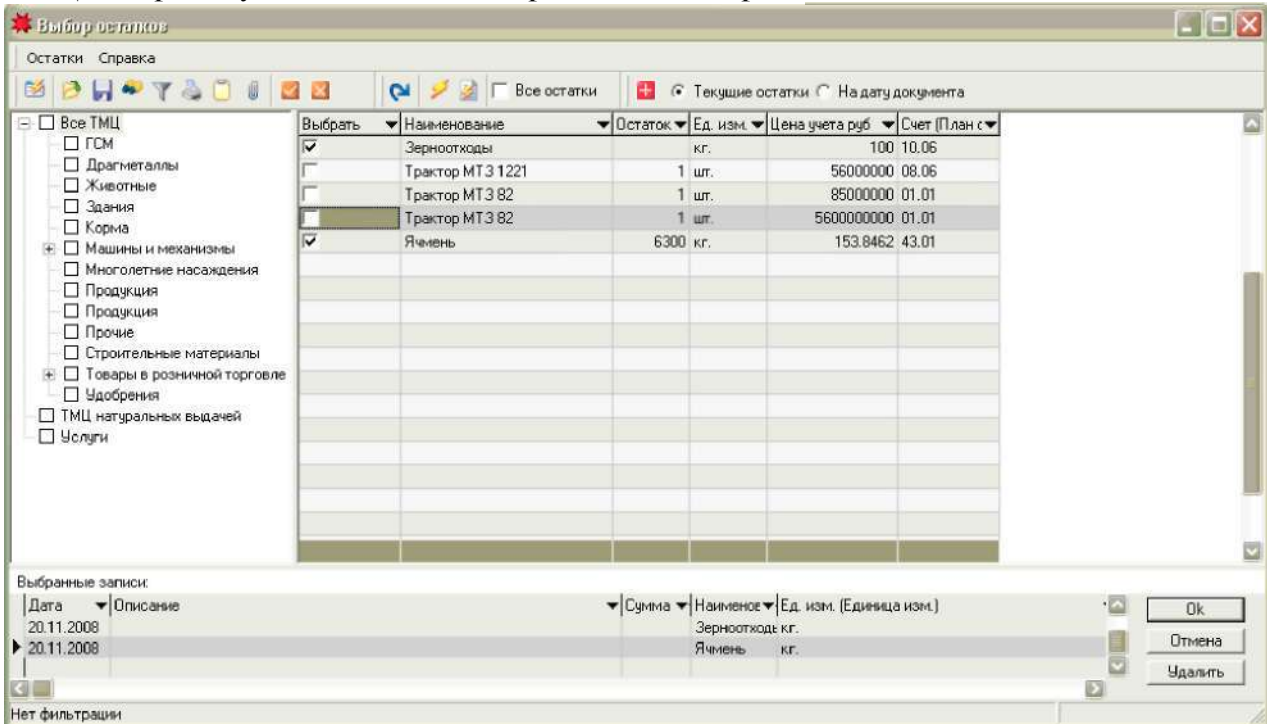 Выбор остатков
Остатки Справка
Все остатки Текущие остатки На дату документа
Все ТМЦ
ГСМ
Драгметаллы
Животные
Здания
Корма
Машины и механизмы
Многолетние насаждения
Продукция
Продукция
Прочие
Строительные материалы
Товары в розничной торговле
Удобрения
ТМЦ натуральных выдачей
Услуги
Выбрать Наименование Остаток Ед. изм. Цена учета руб Счет (План с
Зерноотходы кг. 100 10.06
Трактор МТЗ 1221 1 шт. 56000000 08.06
Трактор МТЗ 82 1 шт. 85000000 01.01
Трактор МТЗ 82 1 шт. 5600000000 01.01
Ячмень 6300 кг. 153.8462 43.01
Выбранные записи:
Дата Описание Сумма Наименов Ед. изм. (Единица изм.)
20.11.2008 Зерноотходь кг.
20.11.2008 Ячмень кг.
Ok
Отмена
Удалить
Нет фильтрации